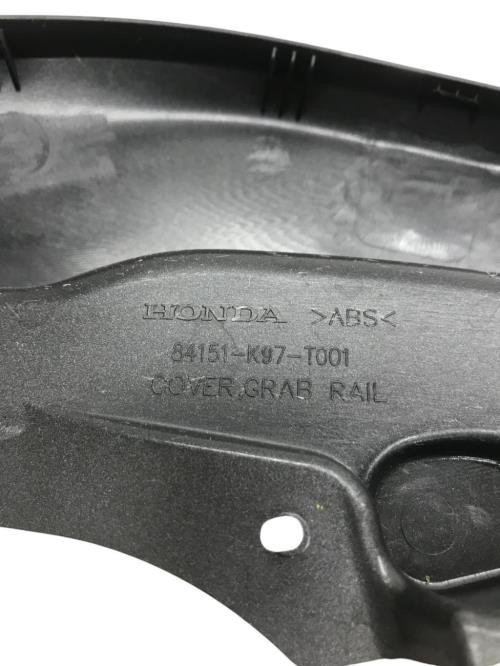 HONDA >ABS<
84151-K97-T001
COVER,GRAB RAIL